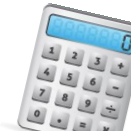 0
1 2 3 +
4 5 6 -
7 8 9 ÷
0 • = ×